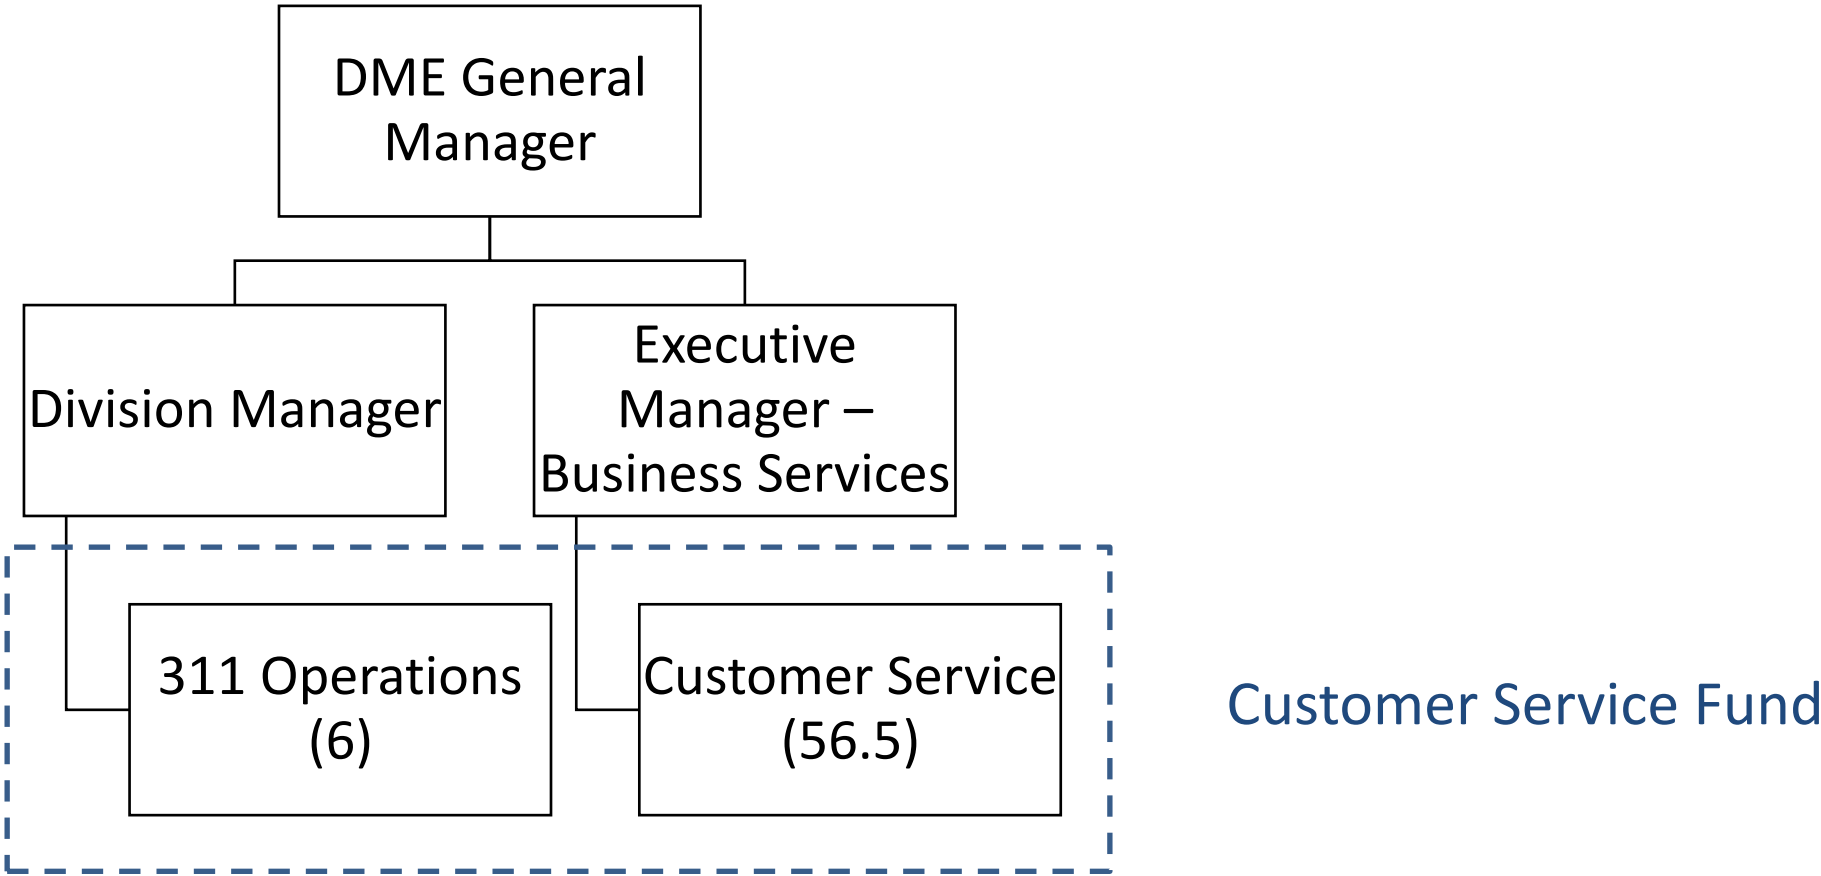 DME General
Manager
Division Manager
Executive
Manager –
Business Services
311 Operations
(6)
Customer Service
(56.5)
Customer Service Fund